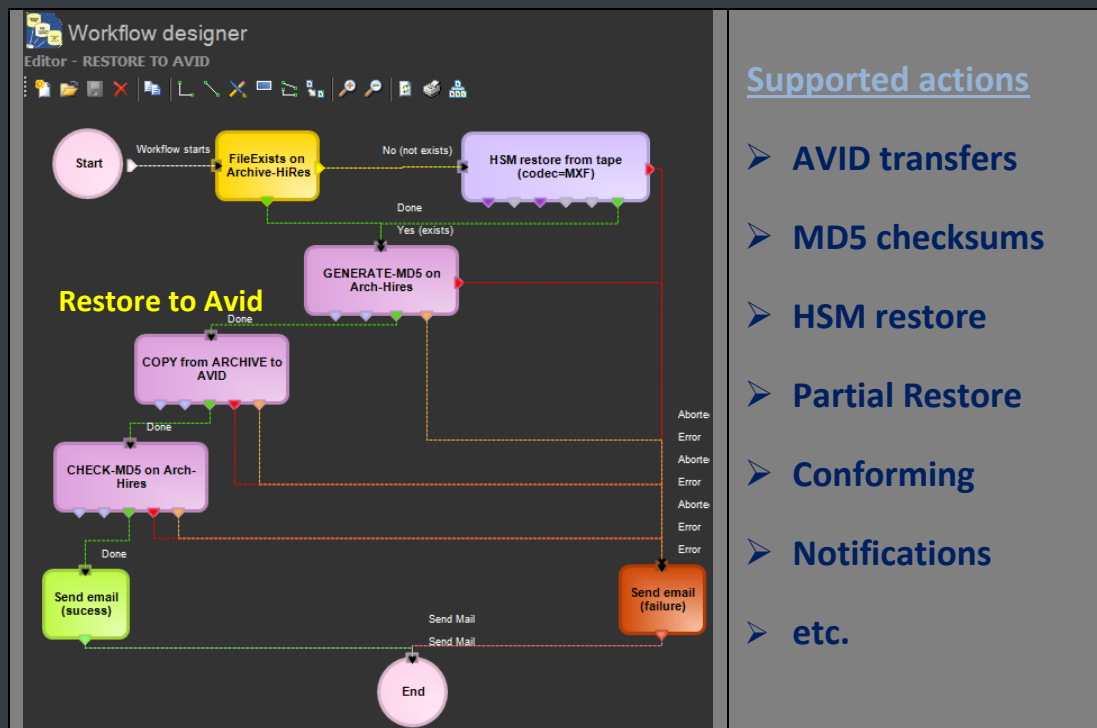 Workflow designer
Editor - RESTORE TO AVID
Start
Workflow starts
FileExists on
Archive-HiRes
No (not exists)
HSM restore from tape
(codec=MXF)
Done
Yes (exists)
GENERATE-MD5 on
Arch-Hires
Restore to Avid
Done
COPY from ARCHIVE to
AVID
Done
CHECK-MD5 on Arch-
Hires
Aborte
Error
Aborte
Error
Aborte
Error
Error
Done
Send email
(sucess)
Send email
(failure)
Send Mail
Send Mail
End
Supported actions
➢ AVID transfers
➢ MD5 checksums
➢ HSM restore
➢ Partial Restore
➢ Conforming
➢ Notifications
➢ etc.